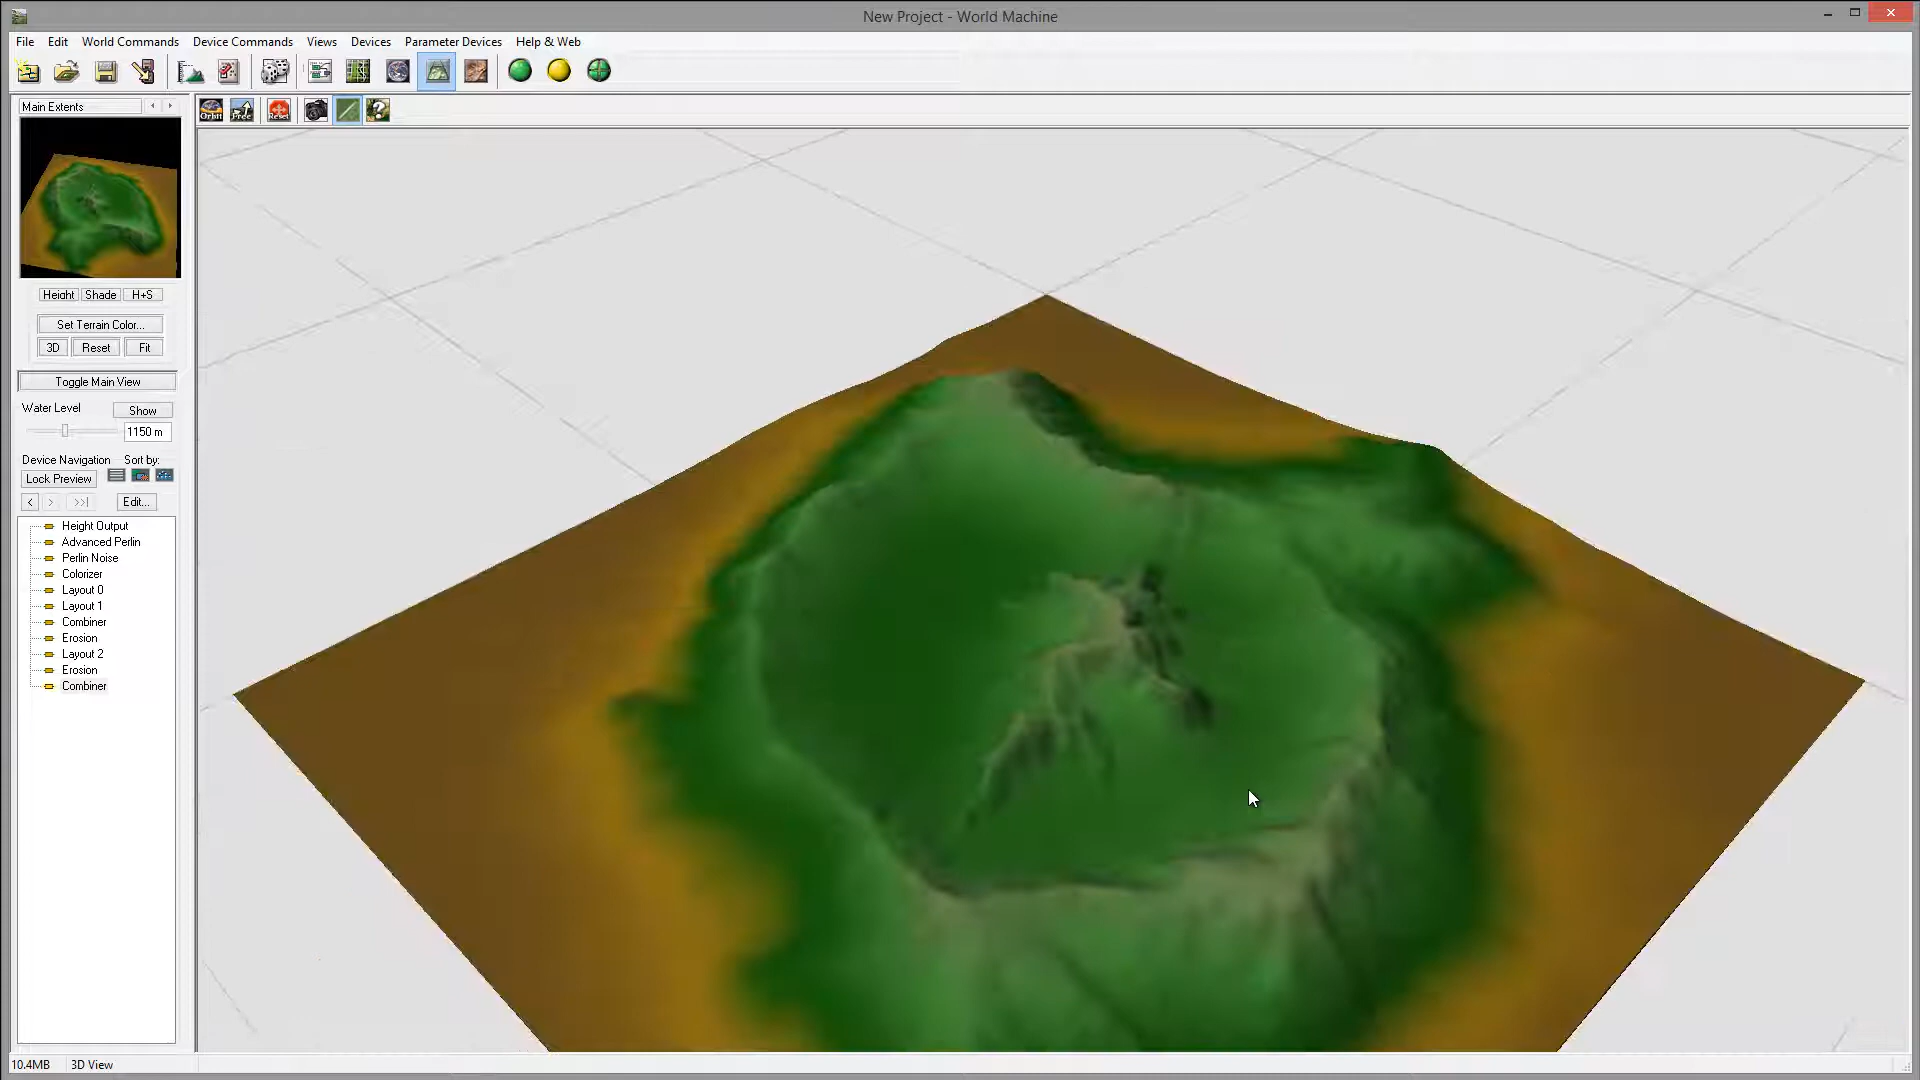 New Project - World Machine
File Edit World Commands Device Commands Views Devices Parameter Devices Help & Web
Main Extents
Orbit Free Reset
Height Shade H+S
Set Terrain Color...
3D Reset Fit
Toggle Main View
Water Level Show
1150 m
Device Navigation Sort by:
Lock Preview
< > >>| Edit...
Height Output
Advanced Perlin
Perlin Noise
Colorizer
Layout 0
Layout 1
Combiner
Erosion
Layout 2
Erosion
Combiner
10.4MB 3D View